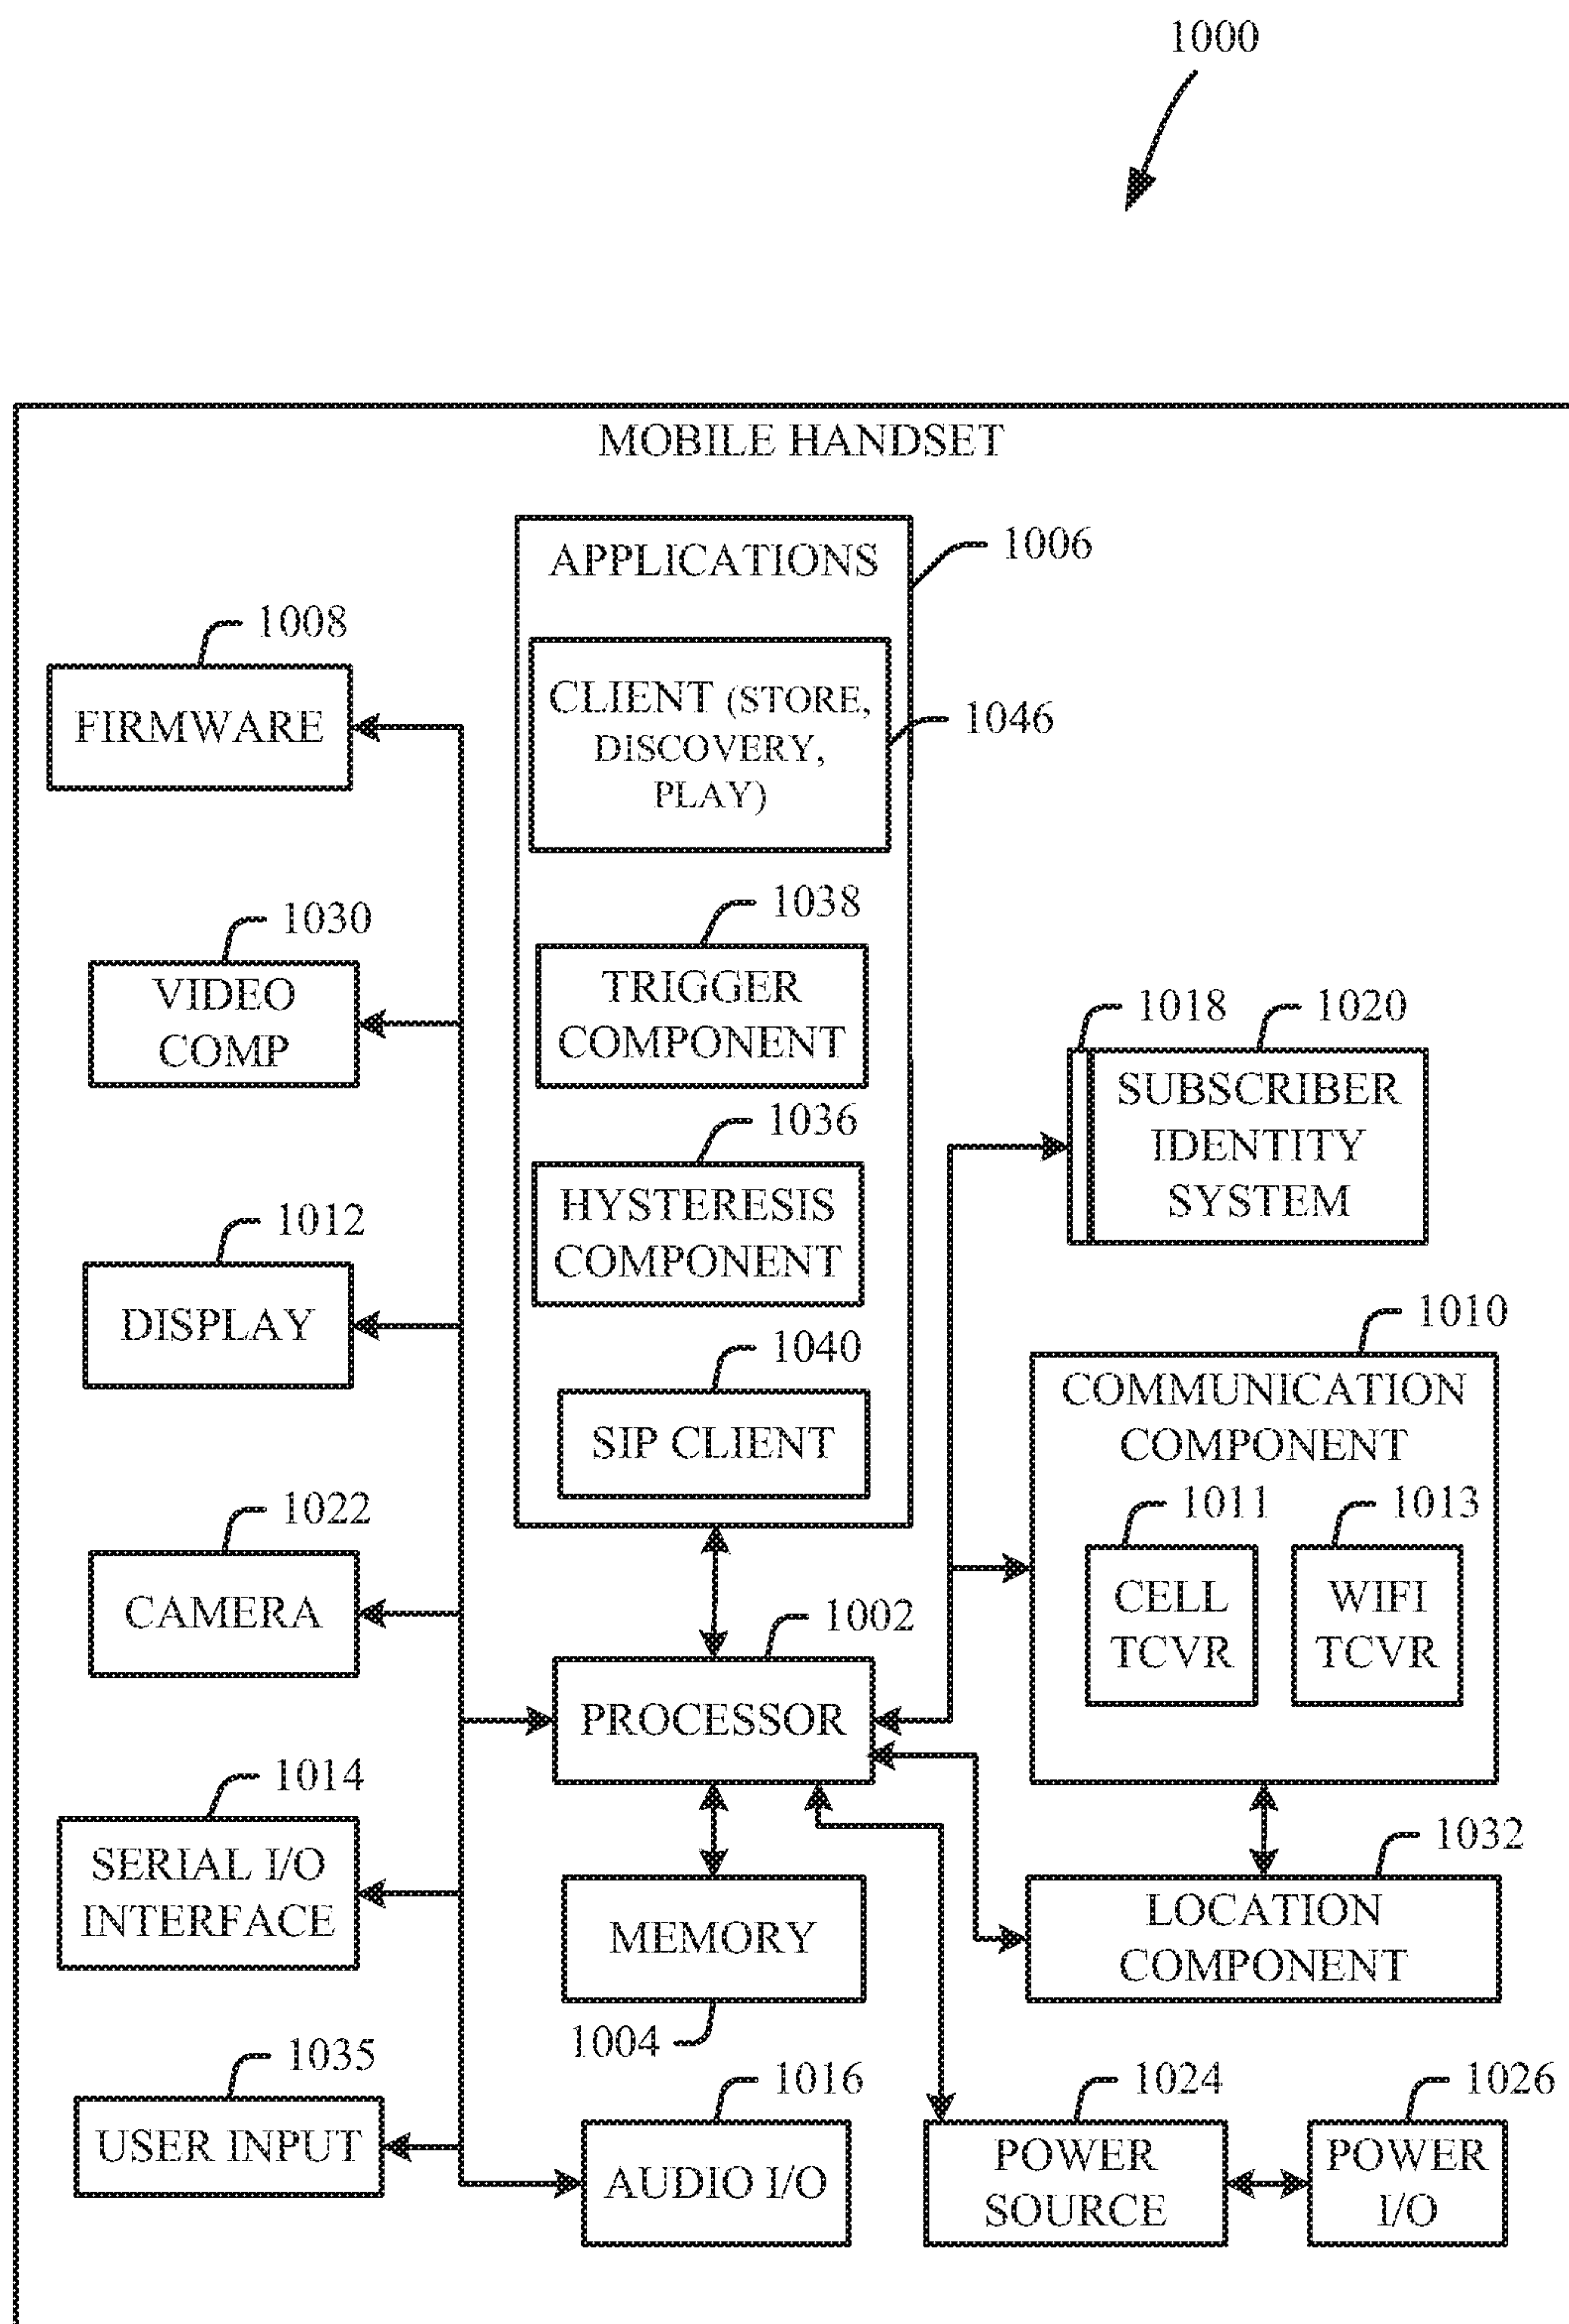 1000
MOBILE HANDSET
APPLICATIONS
1006
CLIENT (STORE,
DISCOVERY,
PLAY)
1046
1008
FIRMWARE
1030
VIDEO
COMP
1038
TRIGGER
COMPONENT
1018
1020
SUBSCRIBER
IDENTITY
SYSTEM
1036
HYSTERESIS
COMPONENT
1012
DISPLAY
1040
SIP CLIENT
1010
COMMUNICATION
COMPONENT
1011
CELL
TCVR
1013
WIFI
TCVR
1022
CAMERA
1002
PROCESSOR
1014
SERIAL I/O
INTERFACE
MEMORY
1004
1032
LOCATION
COMPONENT
1035
USER INPUT
1016
AUDIO I/O
1024
POWER
SOURCE
1026
POWER
I/O